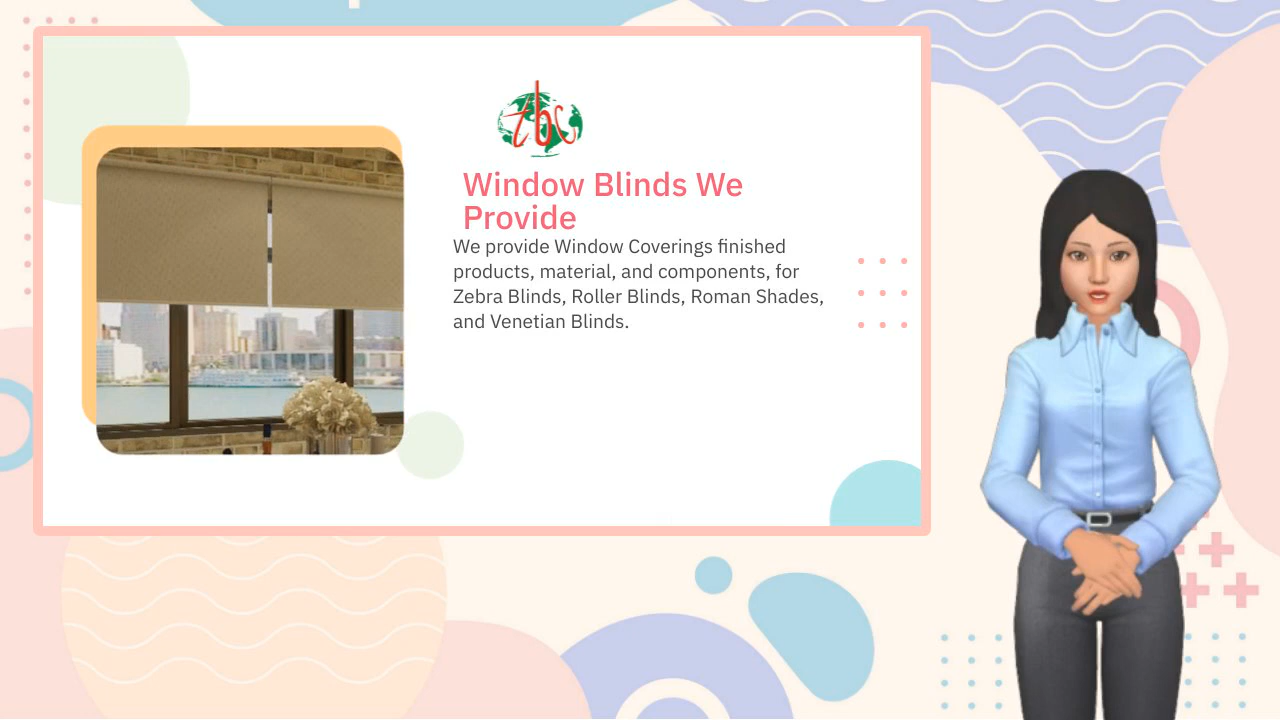 tbc
Window Blinds We
Provide
We provide Window Coverings finished
products, material, and components, for
Zebra Blinds, Roller Blinds, Roman Shades,
and Venetian Blinds.